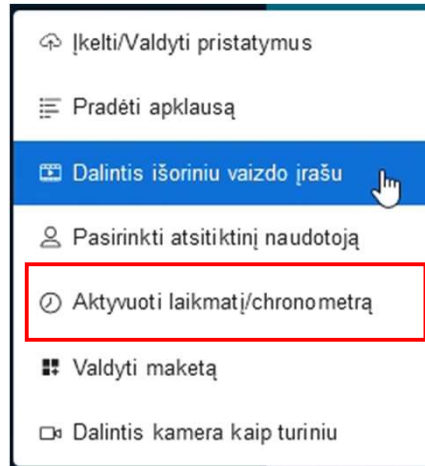 Įkelti/Valdyti pristatymus
Pradėti apklausą
Dalintis išoriniu vaizdo įrašu
Pasirinkti atsitiktinį naudotoją
Aktyvuoti laikmatį/chronometrą
Valdyti maketą
Dalintis kamera kaip turiniu